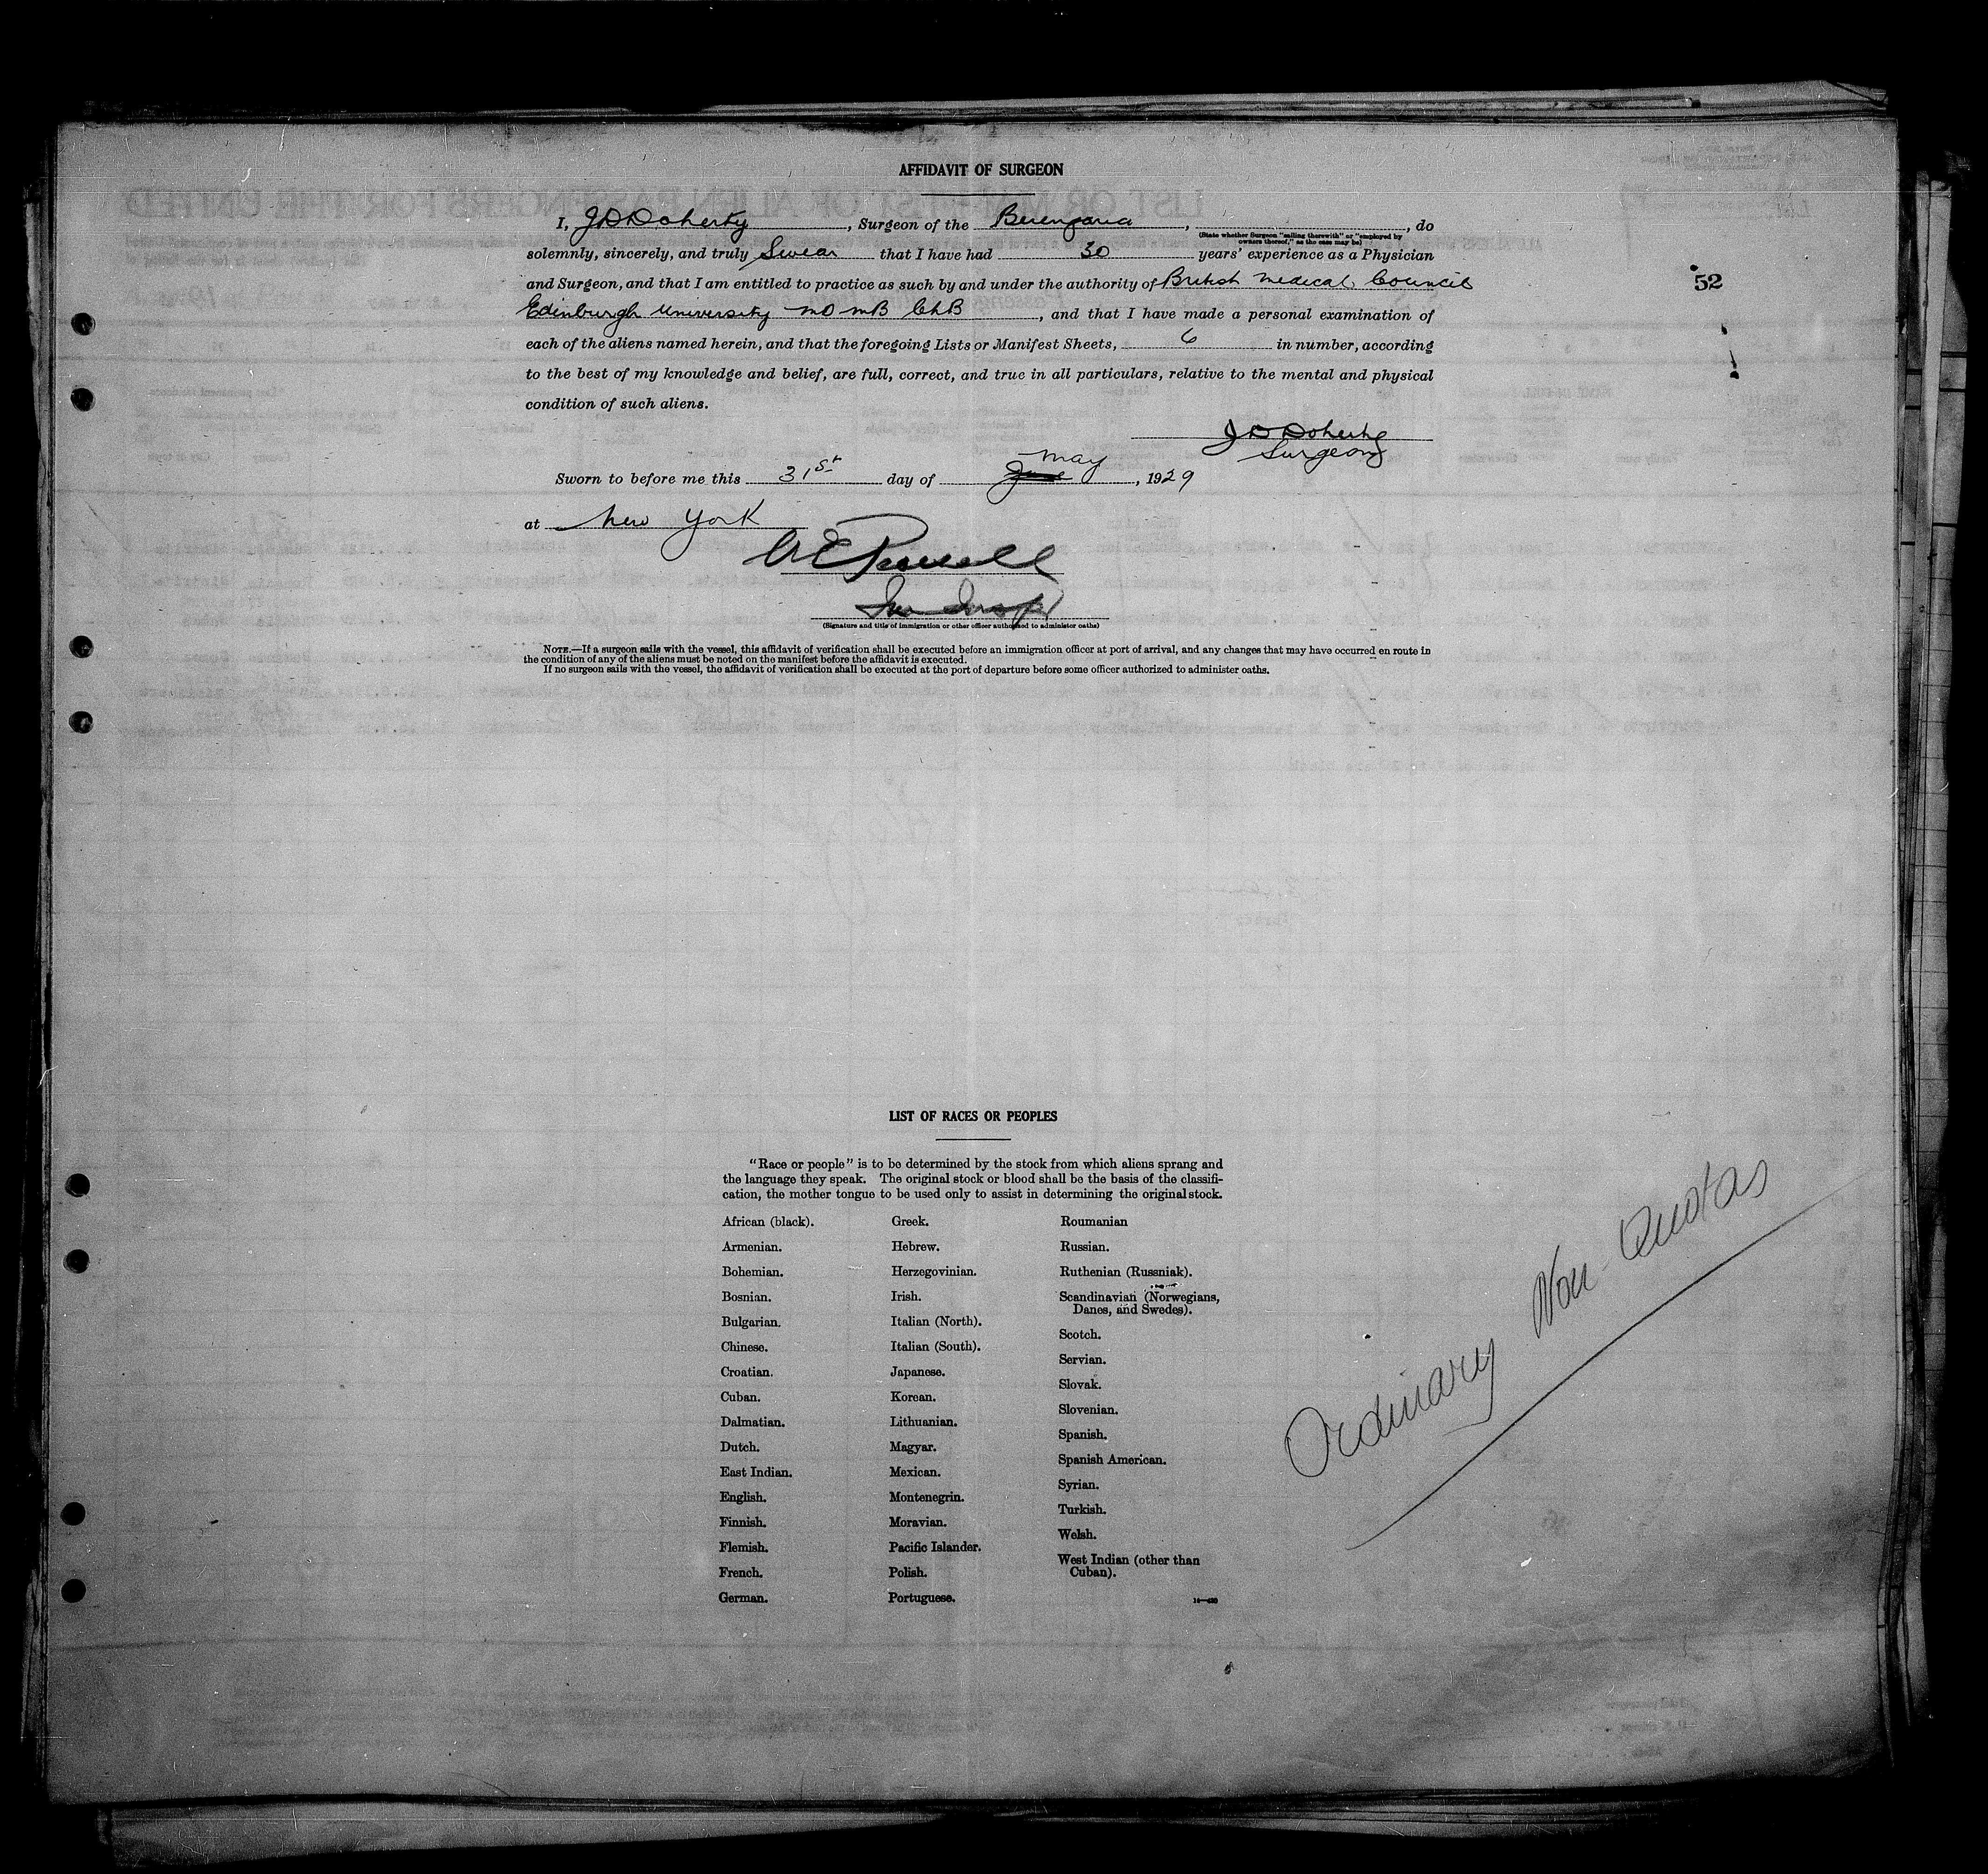 AFFIDAVIT OF SURGEON
I, J D Doherty, Surgeon of the Berengaria, , do
(State whether Surgeon "sailing therewith" or "employed by
owners thereof," as the case may be)
solemnly, sincerely, and truly Swear that I have had 30 years' experience as a Physician
and Surgeon, and that I am entitled to practice as such by and under the authority of British Medical Council
Edinburgh University MD MB ChB, and that I have made a personal examination of
each of the aliens named herein, and that the foregoing Lists or Manifest Sheets, 6 in number, according
to the best of my knowledge and belief, are full, correct, and true in all particulars, relative to the mental and physical
condition of such aliens.
J D Doherty
Surgeon
Sworn to before me this 31st day of June May, 1929
at New York
(Signature and title of immigration or other officer authorized to administer oaths)
NOTE.—If a surgeon sails with the vessel, this affidavit of verification shall be executed before an immigration officer at port of arrival, and any changes that may have occurred en route in
the condition of any of the aliens must be noted on the manifest before the affidavit is executed.
If no surgeon sails with the vessel, the affidavit of verification shall be executed at the port of departure before some officer authorized to administer oaths.
52
LIST OF RACES OR PEOPLES
"Race or people" is to be determined by the stock from which aliens sprang and
the language they speak. The original stock or blood shall be the basis of the classifi-
cation, the mother tongue to be used only to assist in determining the original stock.
African (black).
Armenian.
Bohemian.
Bosnian.
Bulgarian.
Chinese.
Croatian.
Cuban.
Dalmatian.
Dutch.
East Indian.
English.
Finnish.
Flemish.
French.
German.
Greek.
Hebrew.
Herzegovinian.
Irish.
Italian (North).
Italian (South).
Japanese.
Korean.
Lithuanian.
Magyar.
Mexican.
Montenegrin.
Moravian.
Pacific Islander.
Polish.
Portuguese.
Roumanian
Russian.
Ruthenian (Russniak).
Scandinavian (Norwegians,
Danes, and Swedes).
Scotch.
Servian.
Slovak.
Slovenian.
Spanish.
Spanish American.
Syrian.
Turkish.
Welsh.
West Indian (other than
Cuban).
Ordinary Non-Quotas